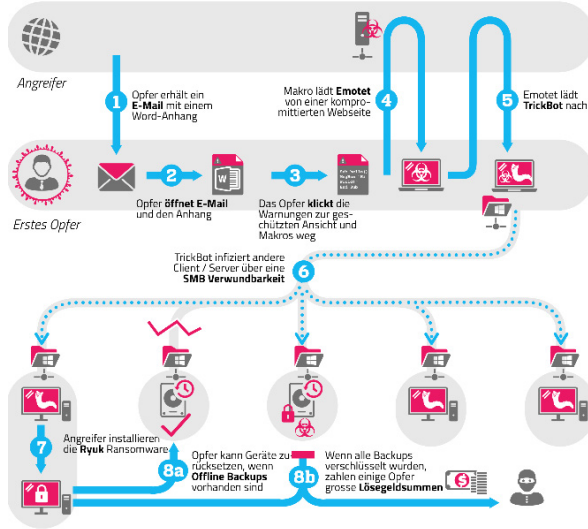 Angreifer
1
Opfer erhält ein
E-Mail mit einem
Word-Anhang
Makro lädt Emotet
von einer kompro-
mittierten Webseite
4
5
Emotet lädt
TrickBot nach
Erstes Opfer
2
Opfer öffnet E-Mail
und den Anhang
W
3
Das Opfer klickt die
Warnungen zur ges-
chützten Ansicht und
Makros weg
TrickBot infiziert andere
Client / Server über eine
SMB Verwundbarkeit
6
7
Angreifer installieren
die Ryuk Ransomware
8a
Opfer kann Geräte zu-
rücksetzen, wenn
Offline Backups
vorhanden sind
8b
Wenn alle Backups
verschlüsselt wurden,
zahlen einige Opfer
grosse Lösegeldsummen
$